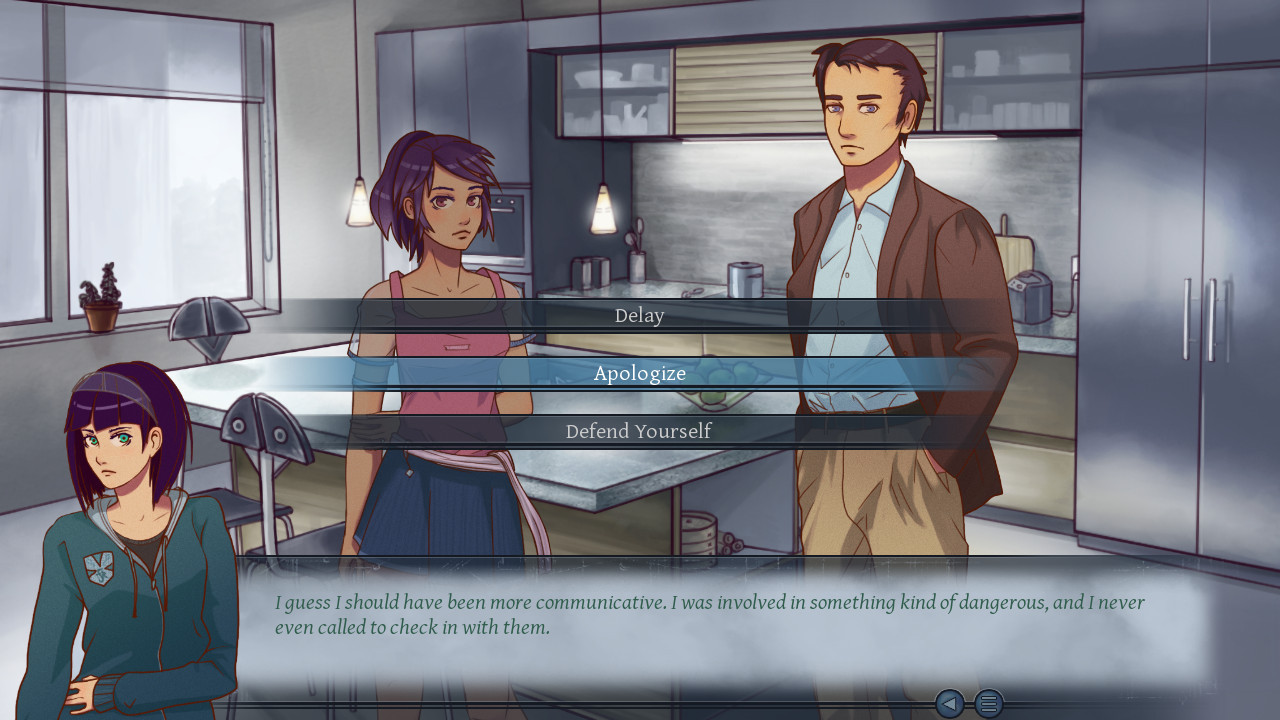 Delay
Apologize
Defend Yourself
I guess I should have been more communicative. I was involved in something kind of dangerous, and I never
even called to check in with them.